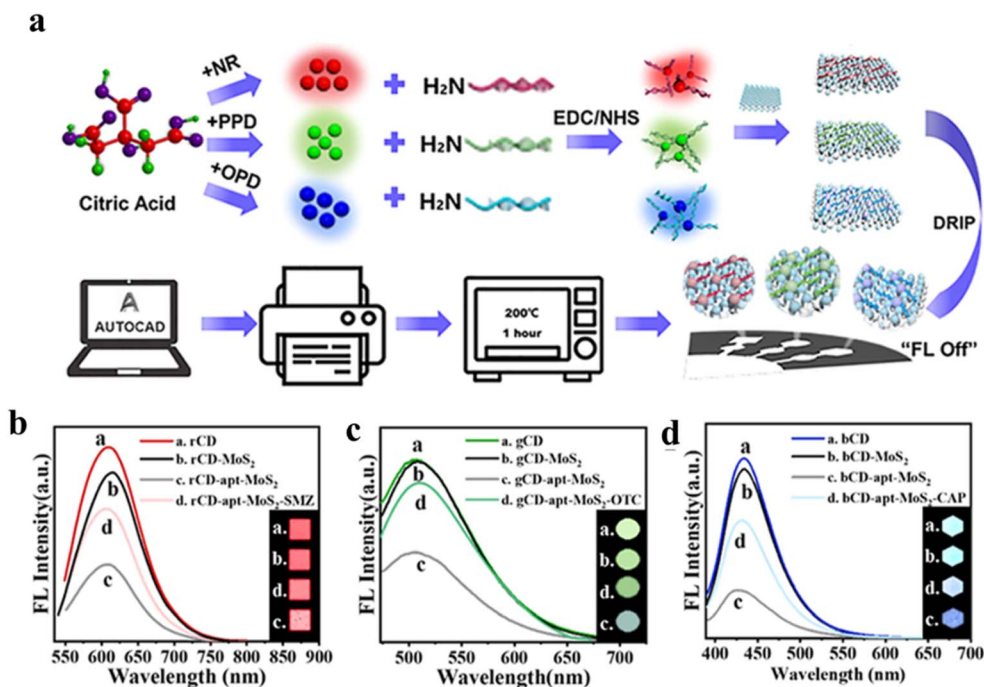 a
+NR
+PPD
+OPD
Citric Acid
+ H₂N
+ H₂N
+ H₂N
EDC/NHS
DRIP
A
AUTOCAD
200℃
1 hour
"FL Off"
b
FL Intensity(a.u.)
a
b
d
c
a. rCD
b. rCD-MoS₂
c. rCD-apt-MoS₂
d. rCD-apt-MoS₂-SMZ
a.
b.
d.
c.
550 600 650 700 750 800 850 900
Wavelength (nm)
c
FL Intensity(a.u.)
a
b
d
c
a. gCD
b. gCD-MoS₂
c. gCD-apt-MoS₂
d. gCD-apt-MoS₂-OTC
a.
b.
d.
c.
500 550 600 650 700
Wavelength(nm)
d
FL Intensity (a.u.)
a
b
d
c
a. bCD
b. bCD-MoS₂
c. bCD-apt-MoS₂
d. bCD-apt-MoS₂-CAP
a.
b.
d.
c.
400 450 500 550 600 650 700
Wavelength (nm)